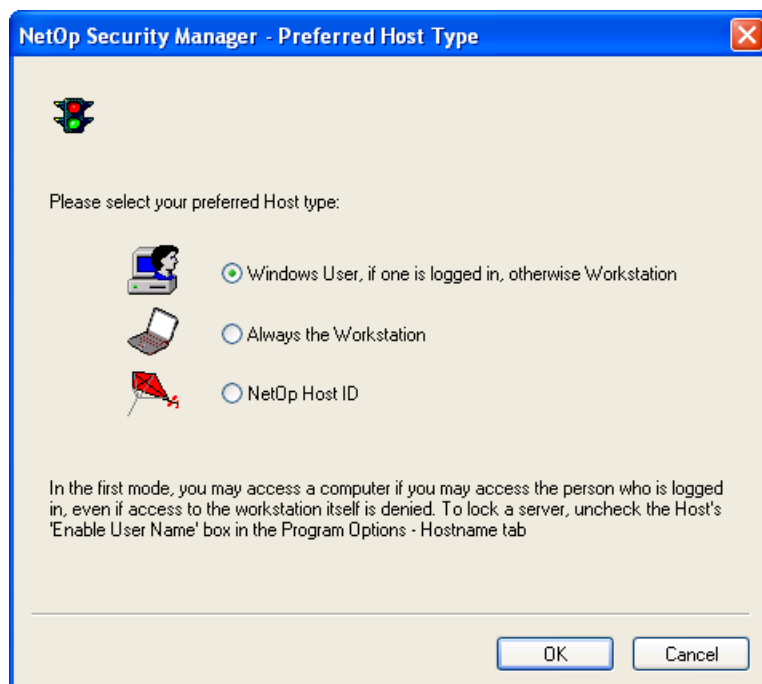 NetOp Security Manager - Preferred Host Type
Please select your preferred Host type:
Windows User, if one is logged in, otherwise Workstation
Always the Workstation
NetOp Host ID
In the first mode, you may access a computer if you may access the person who is logged
in, even if access to the workstation itself is denied. To lock a server, uncheck the Host's
'Enable User Name' box in the Program Options - Hostname tab
OK
Cancel